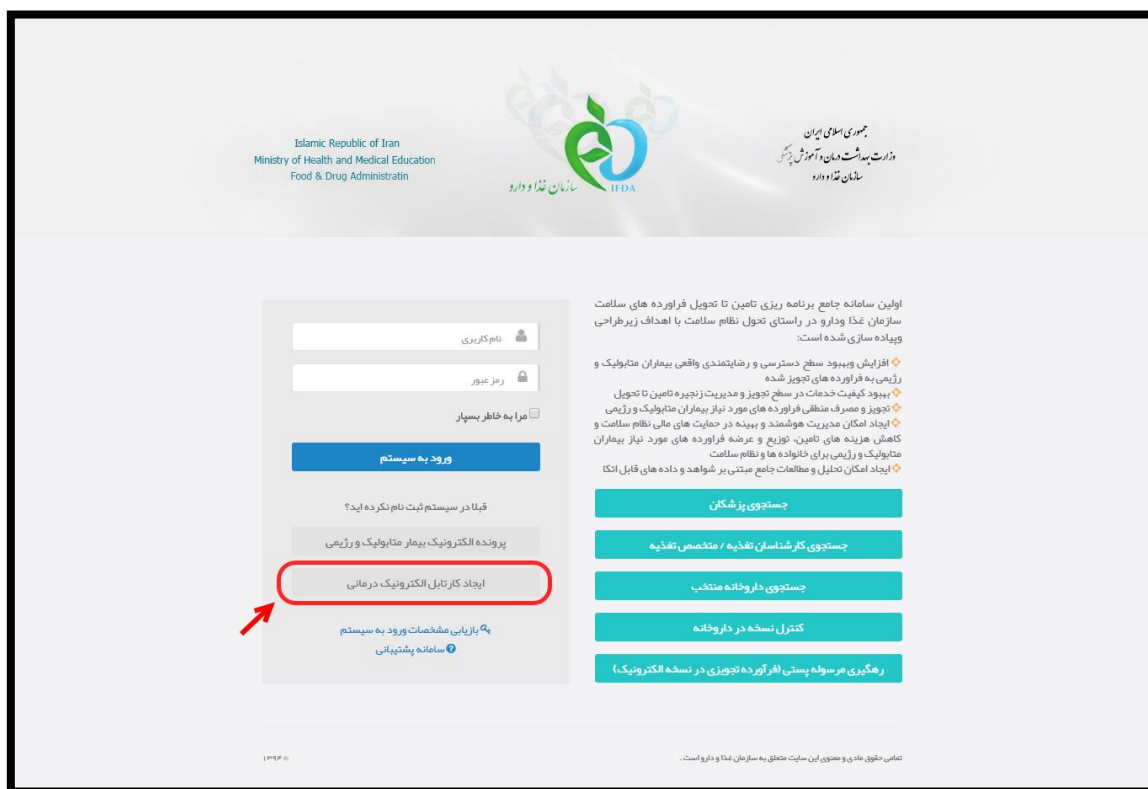 Islamic Republic of Iran
Ministry of Health and Medical Education
Food & Drug Administratin
سازمان غذا و دارو
IFDA
جمهوری اسلامی ایران
وزارت بهداشت درمان و آموزش پزشکی
سازمان غذا و دارو
اولین سامانه جامع برنامه ریزی تامین تا تحویل فراورده های سلامت
سازمان غذا ودارو در راستای تحول نظام سلامت با اهداف زیرطراحی
وپیاده سازی شده است:
افزایش وبهبود سطح دسترسی و رضایتمندی واقعی بیماران متابولیک و
رژیمی به فراورده های تجویز شده
بهبود کیفیت خدمات در سطح تجویز و مدیریت زنجیره تامین تا تحویل
تجویز و مصرف منطقی فراورده های مورد نیاز بیماران متابولیک و رژیمی
ایجاد امکان مدیریت هوشمند و بهینه در حمایت های مالی نظام سلامت و
کاهش هزینه های تامین، توزیع و عرضه فراورده های مورد نیاز بیماران
متابولیک و رژیمی برای خانواده ها و نظام سلامت
ایجاد امکان تحلیل و مطالعات جامع مبتنی بر شواهد و داده های قابل اتکا
جستجوی پزشکان
جستجوی کارشناسان تغذیه / متخصص تغذیه
جستجوی داروخانه منتخب
کنترل نسخه در داروخانه
رهگیری مرسوله پستی (فرآورده تجویزی در نسخه الکترونیک)
نام کاربری
رمز عبور
مرا به خاطر بسپار
ورود به سیستم
قبلا در سیستم ثبت نام نکرده اید؟
پرونده الکترونیک بیمار متابولیک و رژیمی
ایجاد کارتابل الکترونیک درمانی
بازیابی مشخصات ورود به سیستم
سامانه پشتیبانی
تمامی حقوق مادی و معنوی این سایت متعلق به سازمان غذا و دارو است .
© ۱۳۹۴